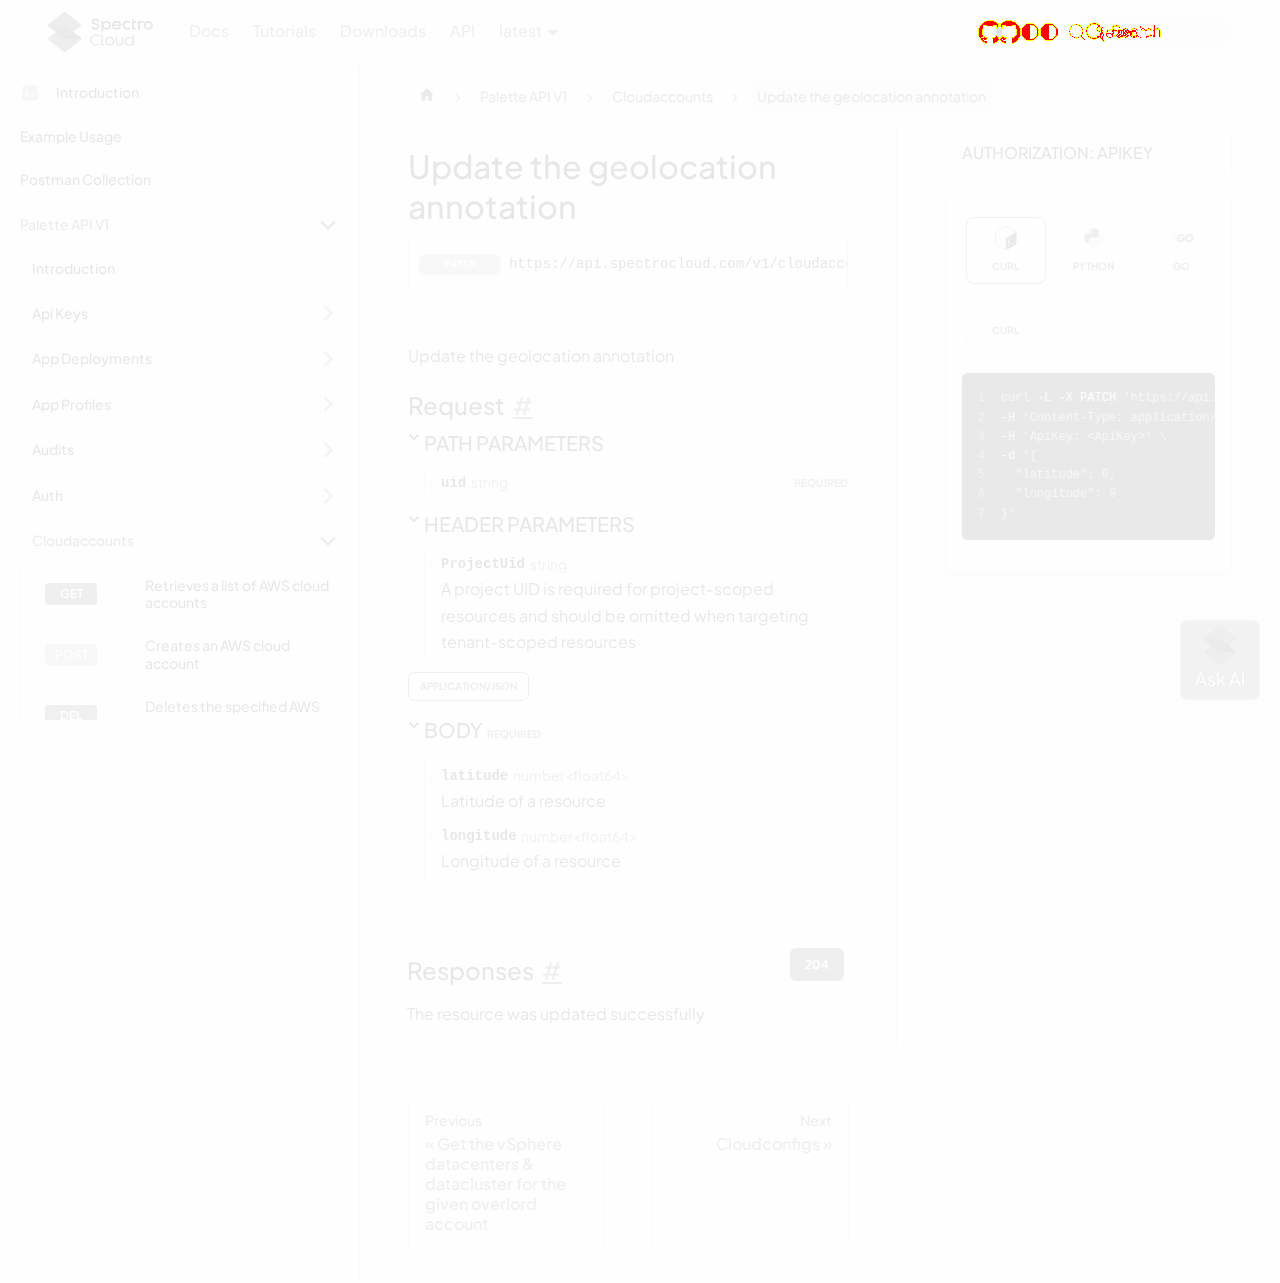 Spectro Cloud
Docs
Tutorials
Downloads
API
latest
Introduction
Example Usage
Postman Collection
Palette API V1
Introduction
Api Keys
App Deployments
App Profiles
Audits
Auth
Cloudaccounts
GET Retrieves a list of AWS cloud
accounts
POST Creates an AWS cloud
account
DEL Deletes the specified AWS
Palette API V1
Cloudaccounts
Update the geolocation annotation
Update the geolocation
annotation
PATCH https://api.spectrocloud.com/v1/cloudacco
Update the geolocation annotation
Request #
PATH PARAMETERS
uid string REQUIRED
HEADER PARAMETERS
ProjectUid string
A project UID is required for project-scoped
resources and should be omitted when targeting
tenant-scoped resources
APPLICATION/JSON
BODY REQUIRED
latitude number<float64>
Latitude of a resource
longitude number<float64>
Longitude of a resource
Responses #
204
The resource was updated successfully
Previous
« Get the vSphere
datacenters &
datacluster for the
given overlord
account
Next
Cloudconfigs »
AUTHORIZATION: APIKEY
CURL
PYTHON
GO
CURL
1 curl -L -X PATCH 'https://api.
2 -H 'Content-Type: application/
3 -H 'ApiKey: <ApiKey>' \
4 -d '{
5 "latitude": 0,
6 "longitude": 0
7 }'
Ask AI